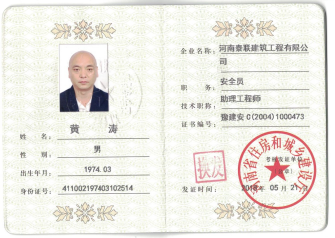 姓 名： 黄 涛
性 别： 男
出生年月： 1974.03
身份证号： 411002197403102514
企业名称： 河南泰联建筑工程有限公司
职 务： 安全员
技术职称： 助理工程师
证书编号： 豫建安C(2004)1000473
换发
河南省住房和城乡建设厅
发证时间： 05月21日